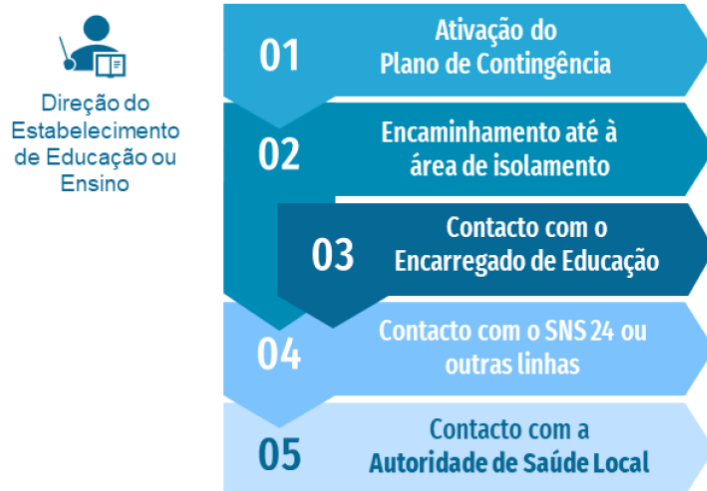 Direção do
Estabelecimento
de Educação ou
Ensino
01
Ativação do
Plano de Contingência
02
Encaminhamento até à
área de isolamento
03
Contacto com o
Encarregado de Educação
04
Contacto com o SNS 24 ou
outras linhas
05
Contacto com a
Autoridade de Saúde Local